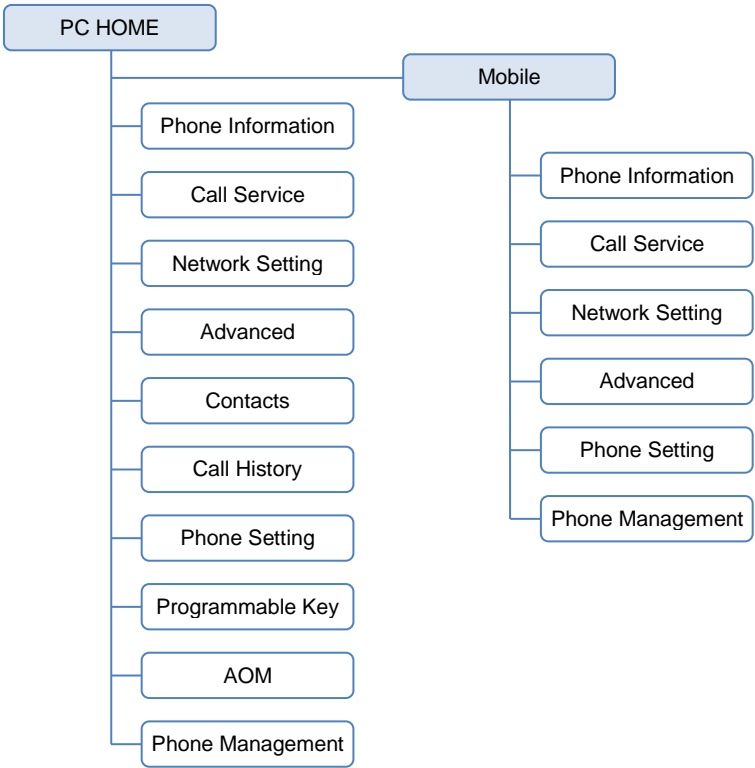 PC HOME
Mobile
Phone Information
Call Service
Network Setting
Advanced
Contacts
Call History
Phone Setting
Programmable Key
AOM
Phone Management
Phone Information
Call Service
Network Setting
Advanced
Phone Setting
Phone Management